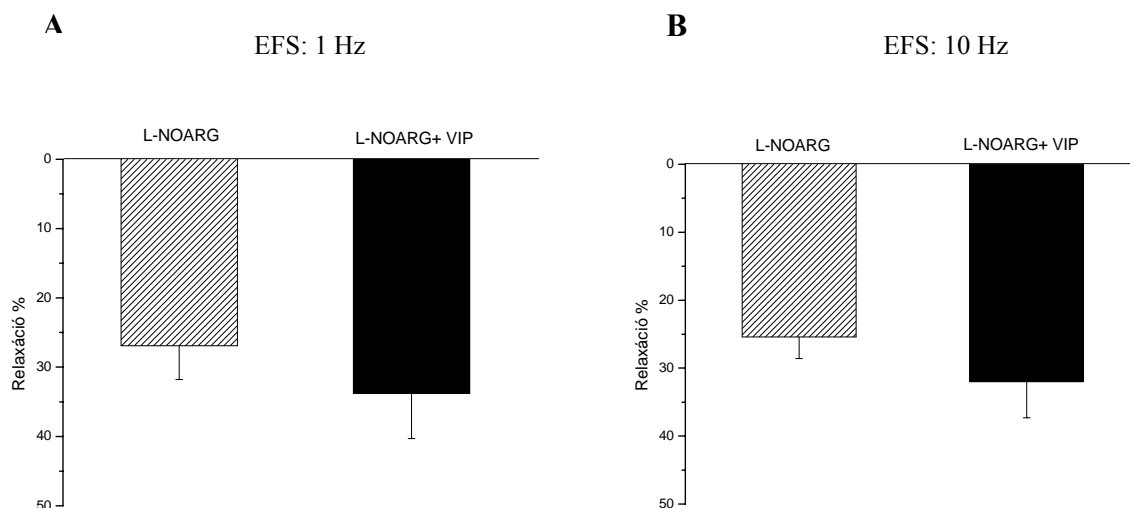 A
EFS: 1 Hz
L-NOARG
L-NOARG+ VIP
0
10
20
30
40
50
Relaxáció %
B
EFS: 10 Hz
L-NOARG
L-NOARG+ VIP
0
10
20
30
40
50
Relaxáció %